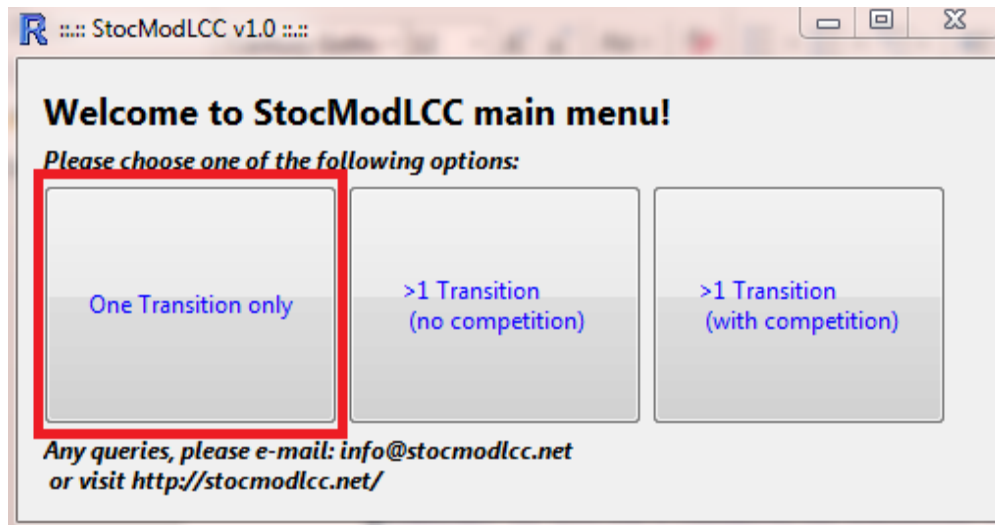 ::.:: StocModLCC v1.0 ::.::
Welcome to StocModLCC main menu!
Please choose one of the following options:
One Transition only
>1 Transition
(no competition)
>1 Transition
(with competition)
Any queries, please e-mail: info@stocmodlcc.net
or visit http://stocmodlcc.net/